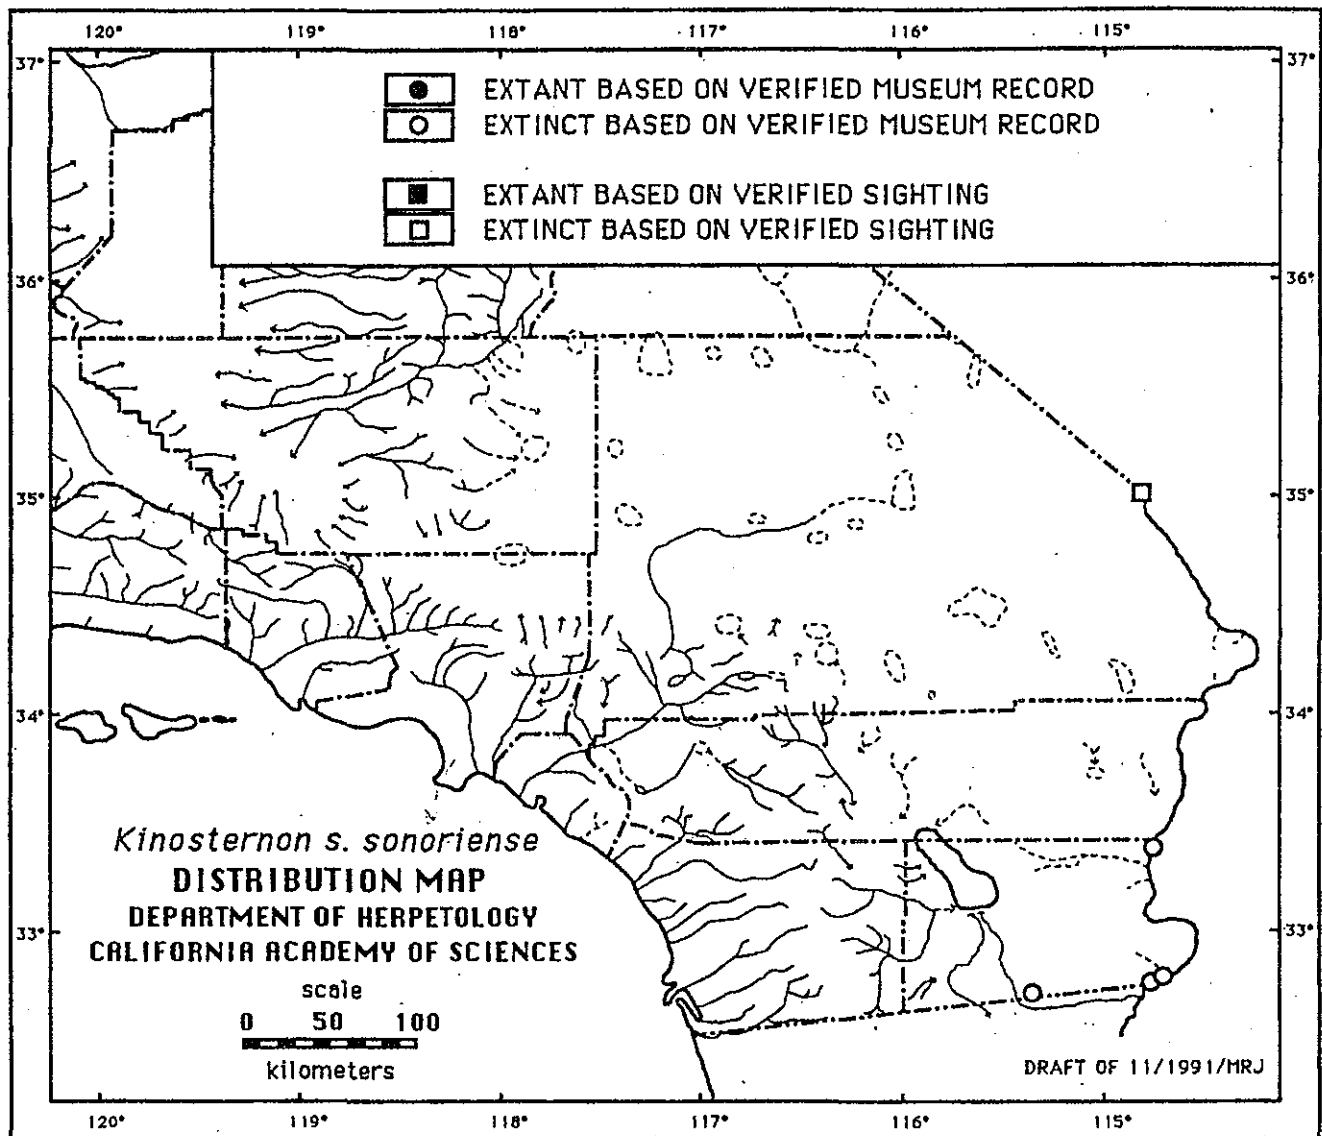 120° 119° 118° 117° 116° 115°
37° 37°
EXTANT BASED ON VERIFIED MUSEUM RECORD
EXTINCT BASED ON VERIFIED MUSEUM RECORD
EXTANT BASED ON VERIFIED SIGHTING
EXTINCT BASED ON VERIFIED SIGHTING
36° 36°
35° 35°
34° 34°
Kinosternon s. sonoriense
DISTRIBUTION MAP
DEPARTMENT OF HERPETOLOGY
CALIFORNIA ACADEMY OF SCIENCES
33° 33°
scale
0 50 100
kilometers
DRAFT OF 11/1991/MRJ
120° 119° 118° 117° 116° 115°